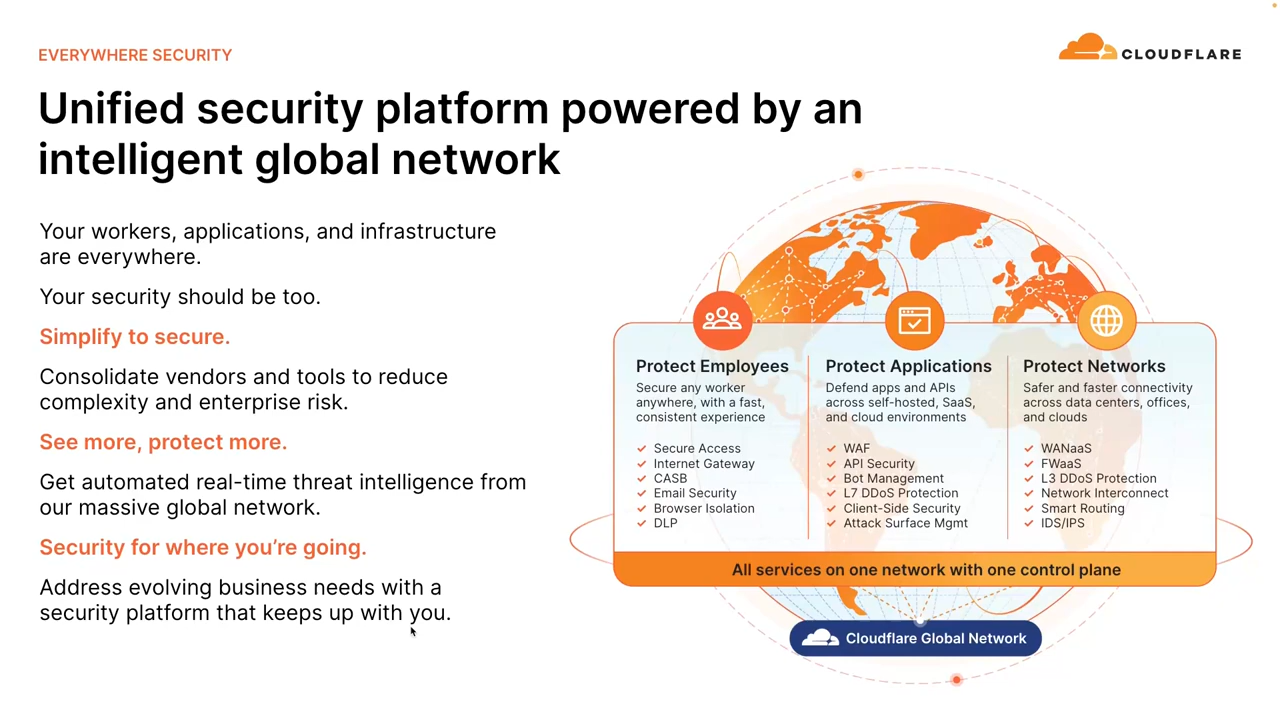 EVERYWHERE SECURITY
CLOUDFLARE
Unified security platform powered by an
intelligent global network
Your workers, applications, and infrastructure
are everywhere.
Your security should be too.
Simplify to secure.
Consolidate vendors and tools to reduce
complexity and enterprise risk.
See more, protect more.
Get automated real-time threat intelligence from
our massive global network.
Security for where you’re going.
Address evolving business needs with a
security platform that keeps up with you.
Protect Employees
Secure any worker
anywhere, with a fast,
consistent experience
Secure Access
Internet Gateway
CASB
Email Security
Browser Isolation
DLP
Protect Applications
Defend apps and APIs
across self-hosted, SaaS,
and cloud environments
WAF
API Security
Bot Management
L7 DDoS Protection
Client-Side Security
Attack Surface Mgmt
Protect Networks
Safer and faster connectivity
across data centers, offices,
and clouds
WANaaS
FWaaS
L3 DDoS Protection
Network Interconnect
Smart Routing
IDS/IPS
All services on one network with one control plane
Cloudflare Global Network